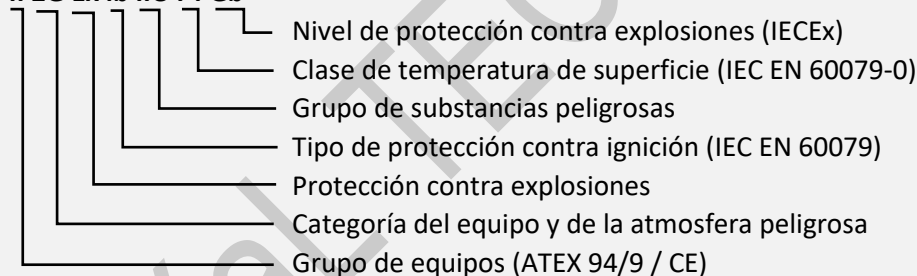 Nivel de protección contra explosiones (IECEx)
Clase de temperatura de superficie (IEC EN 60079-0)
Grupo de substancias peligrosas
Tipo de protección contra ignición (IEC EN 60079)
Protección contra explosiones
Categoría del equipo y de la atmosfera peligrosa
Grupo de equipos (ATEX 94/9 / CE)